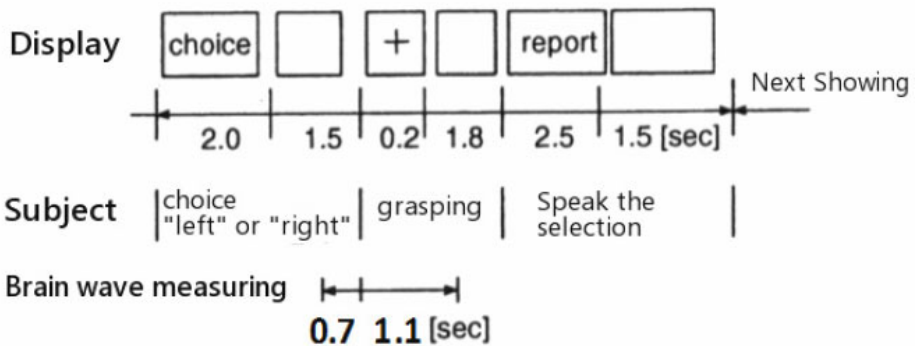 Display choice + report
Next Showing
2.0 1.5 0.2 1.8 2.5 1.5 [sec]
Subject choice grasping Speak the
"left" or "right" selection
Brain wave measuring
0.7 1.1 [sec]